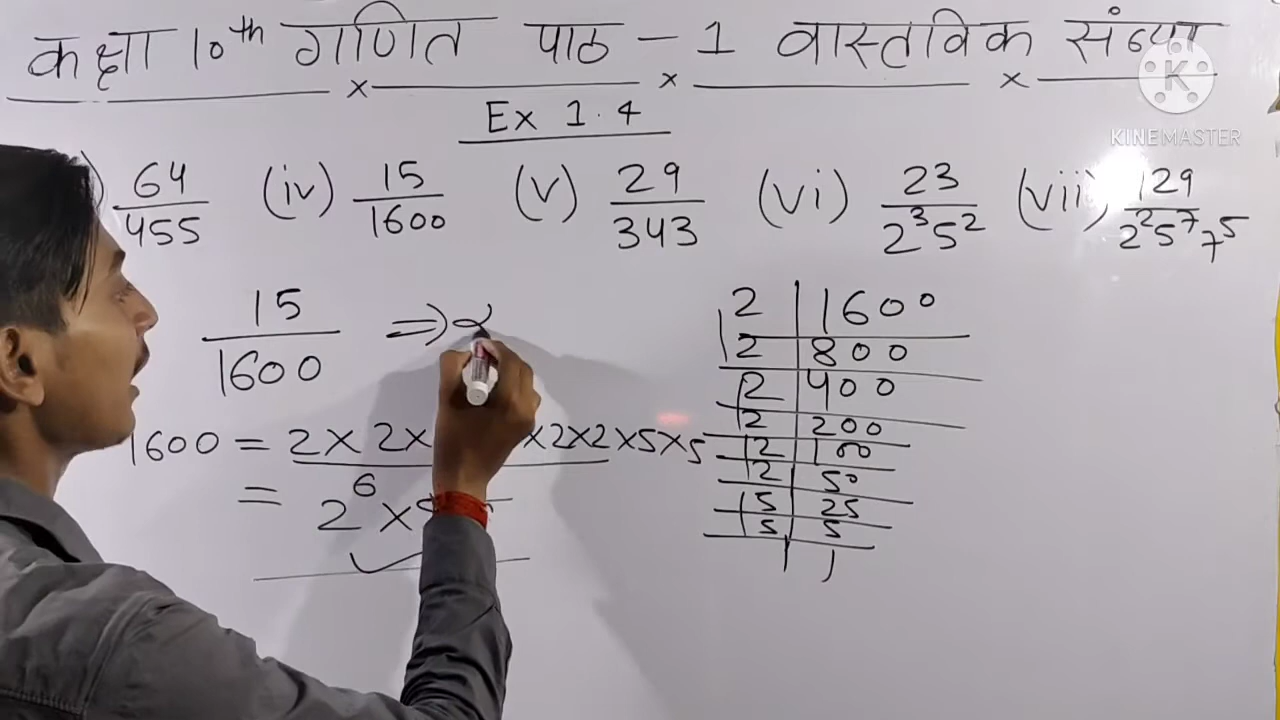 कक्षा 10th गणित पाठ - 1 वास्तविक संख्या
K
KINEMASTER
Ex 1.4
) 64/455 (iv) 15/1600 (v) 29/343 (vi) 23/2³5² (vii) 129/2²5⁷7⁵
15/1600 ⇒
1600 = 2 × 2 × × 2 × 2 × 5 × 5
= 2⁶ ×
2 | 1600
2 | 800
2 | 400
2 | 200
2 | 100
2 | 50
5 | 25
5 | 5
| 1